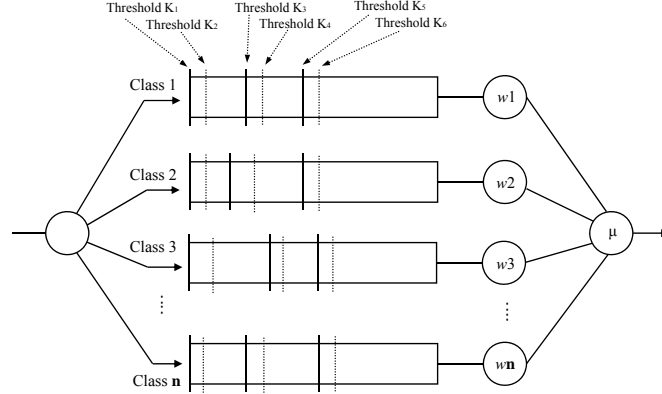 Threshold K₁
Threshold K₃
Threshold K₅
Threshold K₂
Threshold K₄
Threshold K₆
Class 1
w1
Class 2
w2
μ
Class 3
w3
Class n
wn